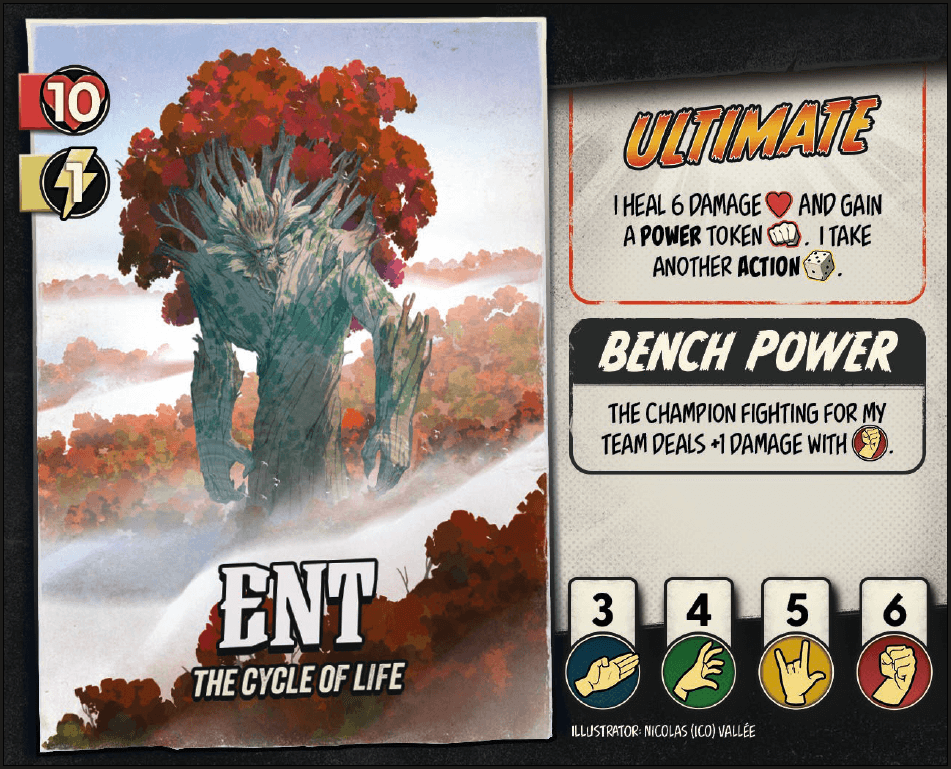 10
1
ENT
THE CYCLE OF LIFE
ULTIMATE
I HEAL 6 DAMAGE AND GAIN
A POWER TOKEN . I TAKE
ANOTHER ACTION .
BENCH POWER
THE CHAMPION FIGHTING FOR MY
TEAM DEALS +1 DAMAGE WITH .
3 4 5 6
ILLUSTRATOR: NICOLAS (ICO) VALLÉE